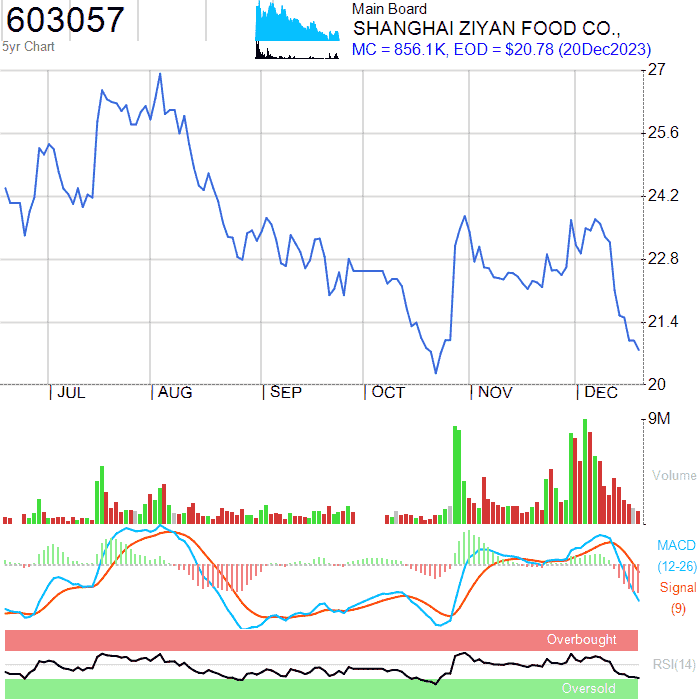 603057
5yr Chart
Main Board
SHANGHAI ZIYAN FOOD CO.,
MC = 856.1K, EOD = $20.78 (20Dec2023)
27
25.6
24.2
22.8
21.4
20
JUL
AUG
SEP
OCT
NOV
DEC
9M
Volume
MACD
(12-26)
Signal
(9)
Overbought
RSI(14)
Oversold